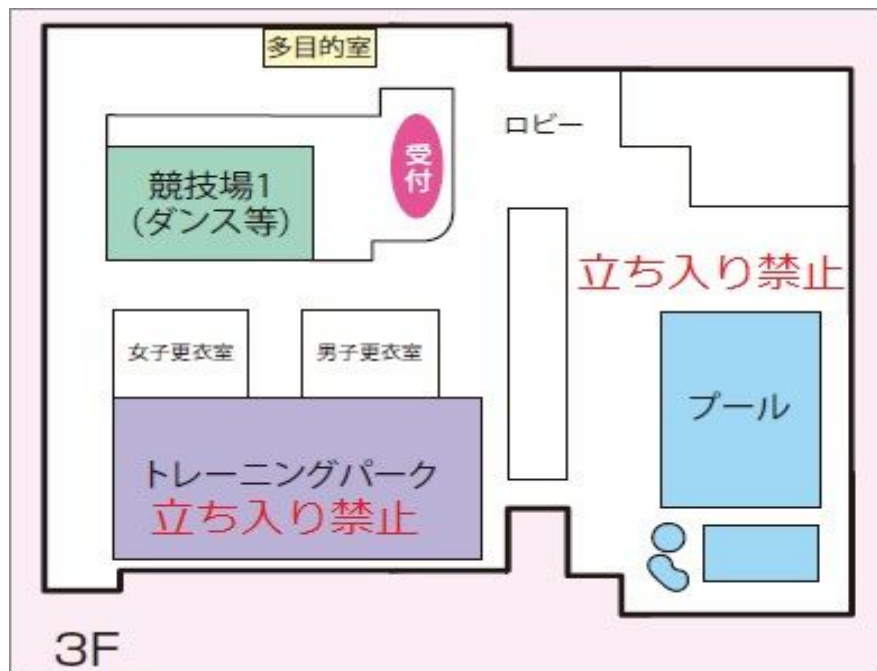 多目的室
ロビー
受付
競技場1
(ダンス等)
立ち入り禁止
女子更衣室
男子更衣室
プール
トレーニングパーク
立ち入り禁止
3F